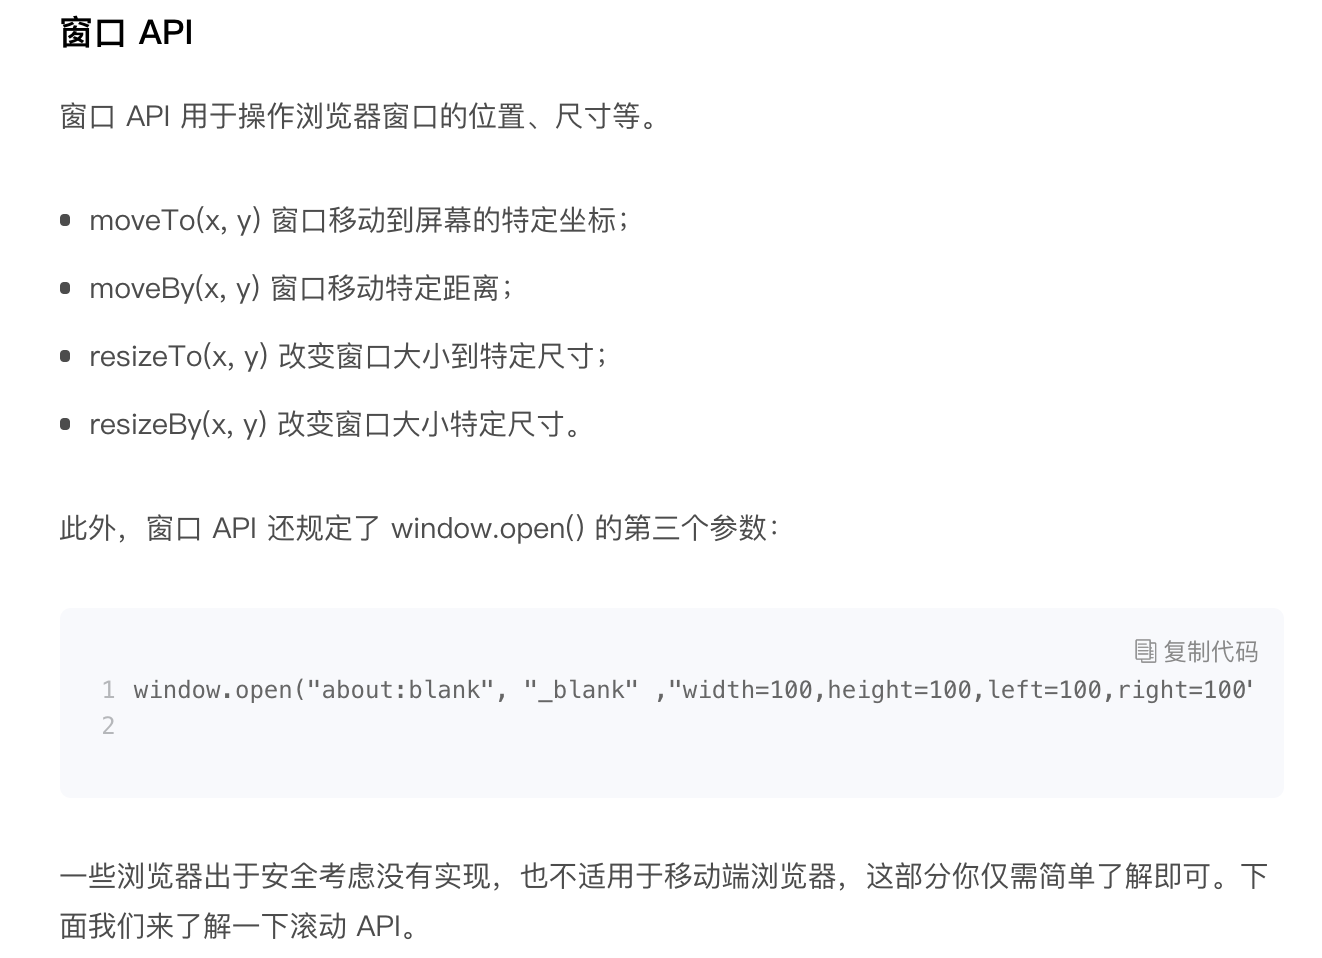 窗口 API
窗口 API 用于操作浏览器窗口的位置、尺寸等。
• moveTo(x, y) 窗口移动到屏幕的特定坐标；
• moveBy(x, y) 窗口移动特定距离；
• resizeTo(x, y) 改变窗口大小到特定尺寸；
• resizeBy(x, y) 改变窗口大小特定尺寸。
此外，窗口 API 还规定了 window.open() 的第三个参数：
复制代码
1 window.open("about:blank", "_blank" ,"width=100,height=100,left=100,right=100"
2
一些浏览器出于安全考虑没有实现，也不适用于移动端浏览器，这部分你仅需简单了解即可。下
面我们来了解一下滚动 API。